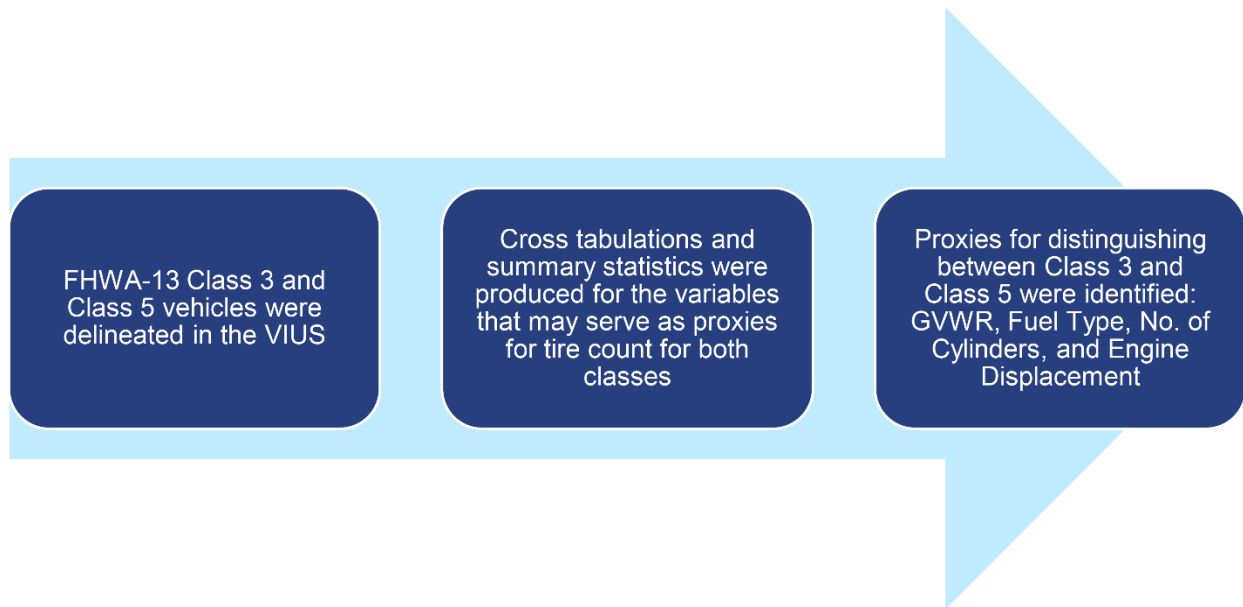 FHWA-13 Class 3 and
Class 5 vehicles were
delineated in the VIUS
Cross tabulations and
summary statistics were
produced for the variables
that may serve as proxies
for tire count for both
classes
Proxies for distinguishing
between Class 3 and
Class 5 were identified:
GVWR, Fuel Type, No. of
Cylinders, and Engine
Displacement